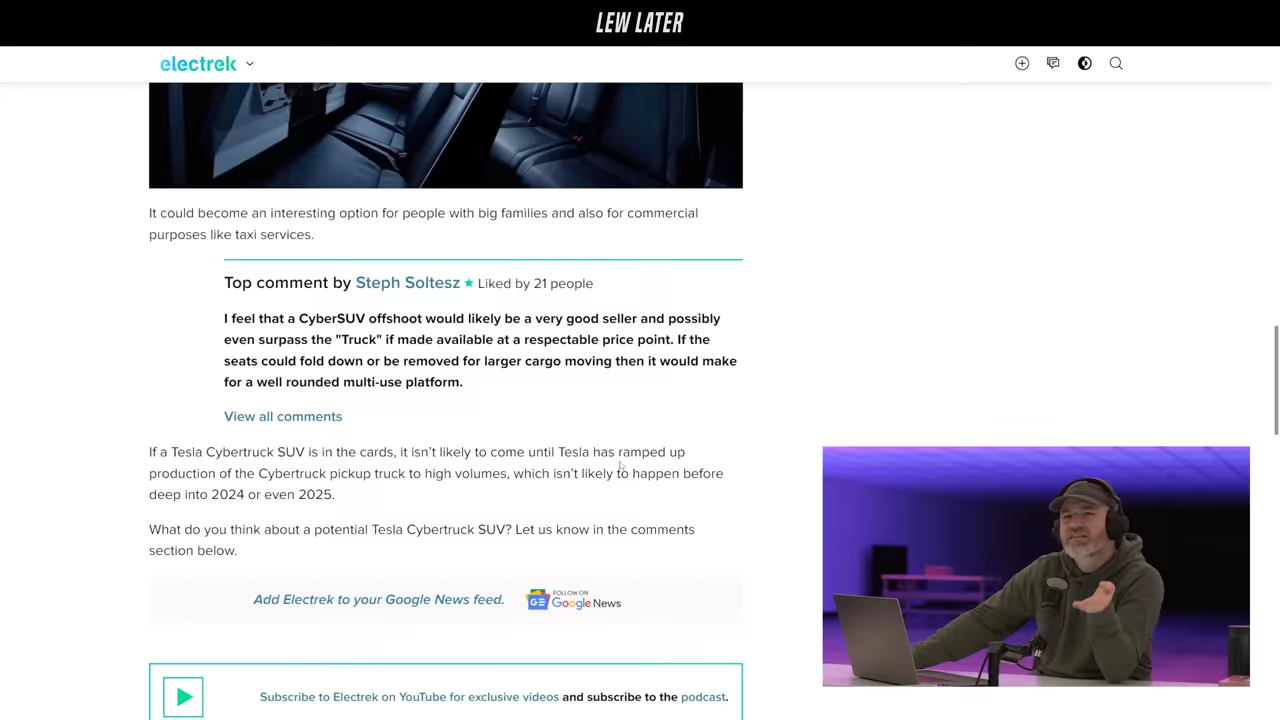 LEW LATER
electrek
It could become an interesting option for people with big families and also for commercial
purposes like taxi services.
Top comment by Steph Soltesz ★ Liked by 21 people
I feel that a CyberSUV offshoot would likely be a very good seller and possibly
even surpass the "Truck" if made available at a respectable price point. If the
seats could fold down or be removed for larger cargo moving then it would make
for a well rounded multi-use platform.
View all comments
If a Tesla Cybertruck SUV is in the cards, it isn't likely to come until Tesla has ramped up
production of the Cybertruck pickup truck to high volumes, which isn't likely to happen before
deep into 2024 or even 2025.
What do you think about a potential Tesla Cybertruck SUV? Let us know in the comments
section below.
Add Electrek to your Google News feed.
FOLLOW ON
GE Google News
Subscribe to Electrek on YouTube for exclusive videos and subscribe to the podcast.